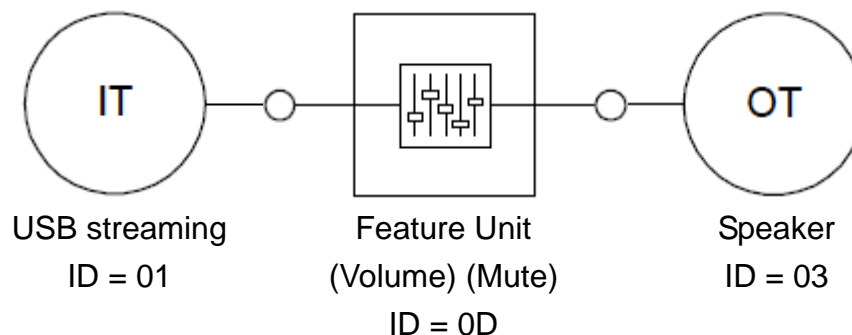 IT
OT
USB streaming
Feature Unit
Speaker
ID = 01
(Volume) (Mute)
ID = 03
ID = 0D